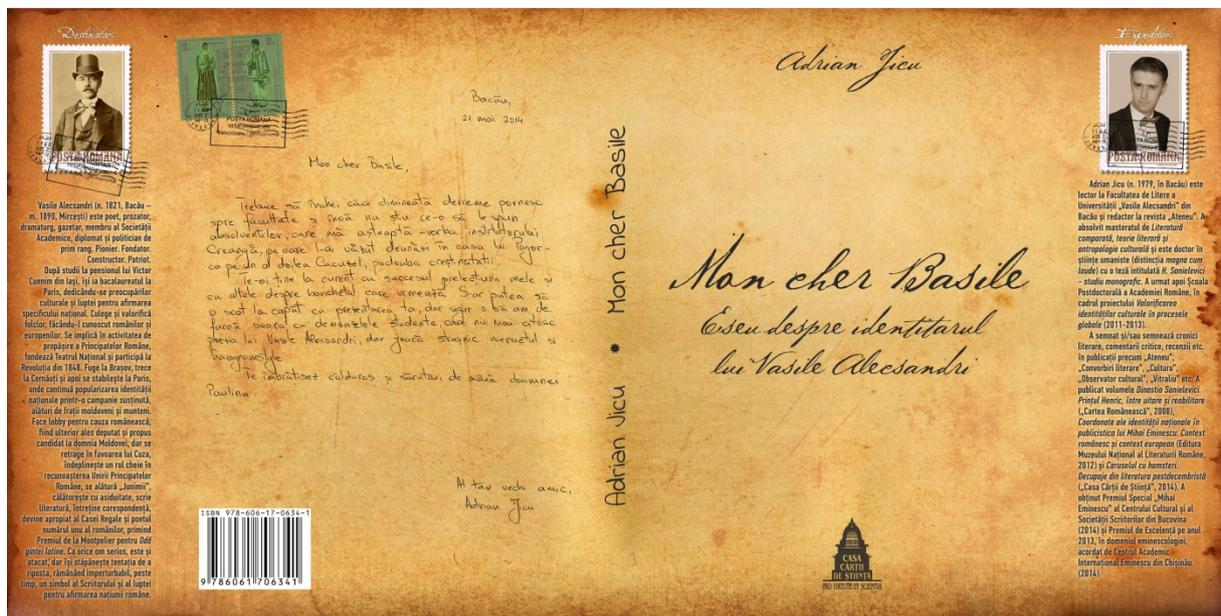 Destinatar:
POSTA ROMANA
Vasile Alecsandri (n. 1821, Bacău –
m. 1890, Mircești) este poet, prozator,
dramaturg, gazetar, membru al Societății
Academice, diplomat și politician de
prim rang. Pionier. Fondator.
Constructor. Patriot.
După studii la pensionul lui Victor
Cuenim din Iași, își ia bacalaureatul la
Paris, dedicându-se preocupărilor
culturale și luptei pentru afirmarea
specificului național. Culege și valorifică
folclor, făcându-l cunoscut românilor și
europenilor. Se implică în activitatea de
propășire a Principatelor Române,
fondează Teatrul Național și participă la
Revoluția din 1848. Fuge la Brașov, trece
la Cernăuți și apoi se stabilește la Paris,
unde continuă popularizarea identității
naționale printr-o campanie susținută,
alături de frații moldoveni și munteni.
Face lobby pentru cauza românească,
fiind ulterior ales deputat și propus
candidat la domnia Moldovei, dar se
retrage în favoarea lui Cuza,
îndeplinește un rol cheie în
recunoașterea Unirii Principatelor
Române, se alătură „Junimii”,
călătorește cu asiduitate, scrie
literatură, întreține corespondență,
devine apropiat al Casei Regale și poetul
numărul unu al românilor, primind
Premiul de la Montpelier pentru Odă
gintei latine. Ca orice om serios, este și
atacat, dar își stăpânește tentația de a
riposta, rămânând imperturbabil, peste
timp, un simbol al Scriitorului și al luptei
pentru afirmarea națiunii române.
POSTA ROMANA
Bacău,
21 mai 2014
Mon cher Basile,
Trebuie să închei căci dimineață devreme pornesc
spre facultate și încă nu știu ce-o să le spun
absolvenților, care mă așteaptă -vorba institutorului
Creangă, pe care l-au văzut deunăzi în casa lui Pogor-
ca pe un al doilea Cucuzel, podoaba creștinătății.
Te-oi ține la curent cu succesul prelecțiunii mele și
cu altele despre banchetul care urmează. S-ar putea să
o scot la capăt cu prezentarea ta, dar sigur o să am de
furcă seara cu demoazelele studente, care nu mai citesc
poezia lui Vasile Alecsandri, dar joacă strașnic menuetul și
gangnamstyle.
Te îmbrățișez călduros și sărutări de mână doamnei
Paulina
Al tău vechi amic,
Adrian Jicu
ISBN 978-606-17-0634-1
9 786061 706341
Adrian Jicu * Mon cher Basile
Adrian Jicu
Mon cher Basile
Eseu despre identitarul
lui Vasile Alecsandri
CASA
CĂRȚII
DE ȘTIINȚĂ
PRO VIRTUTE ET SCIENTIA
Expeditor:
POSTA ROMANA
Adrian Jicu (n. 1979, în Bacău) este
lector la Facultatea de Litere a
Universității „Vasile Alecsandri” din
Bacău și redactor la revista „Ateneu”. A
absolvit masteratul de Literatură
comparată, teorie literară și
antropologie culturală și este doctor în
științe umaniste (distincția magna cum
laude) cu o teză intitulată H. Sanielevici
- studiu monografic. A urmat apoi Școala
Postdoctorală a Academiei Române, în
cadrul proiectului Valorificarea
identităților culturale în procesele
globale (2011-2013).
A semnat și/sau semnează cronici
literare, comentarii critice, recenzii etc.
în publicații precum „Ateneu”,
„Convorbiri literare”, „Cultura”,
„Observator cultural”, „Vitraliu” etc. A
publicat volumele Dinastia Sanielevici.
Prințul Henric, între uitare și reabilitare
(„Cartea Românească”, 2008),
Coordonate ale identității naționale în
publicistica lui Mihai Eminescu. Context
românesc și context european (Editura
Muzeului Național al Literaturii Române,
2012) și Caruselul cu hamsteri.
Decupaje din literatura postdecembristă
(„Casa Cărții de Știință”, 2014). A
obținut Premiul Special „Mihai
Eminescu” al Centrului Cultural și al
Societății Scriitorilor din Bucovina
(2014) și Premiul de Excelență pe anul
2013, în domeniul eminescologiei,
acordat de Centrul Academic
Internațional Eminescu din Chișinău
(2014).